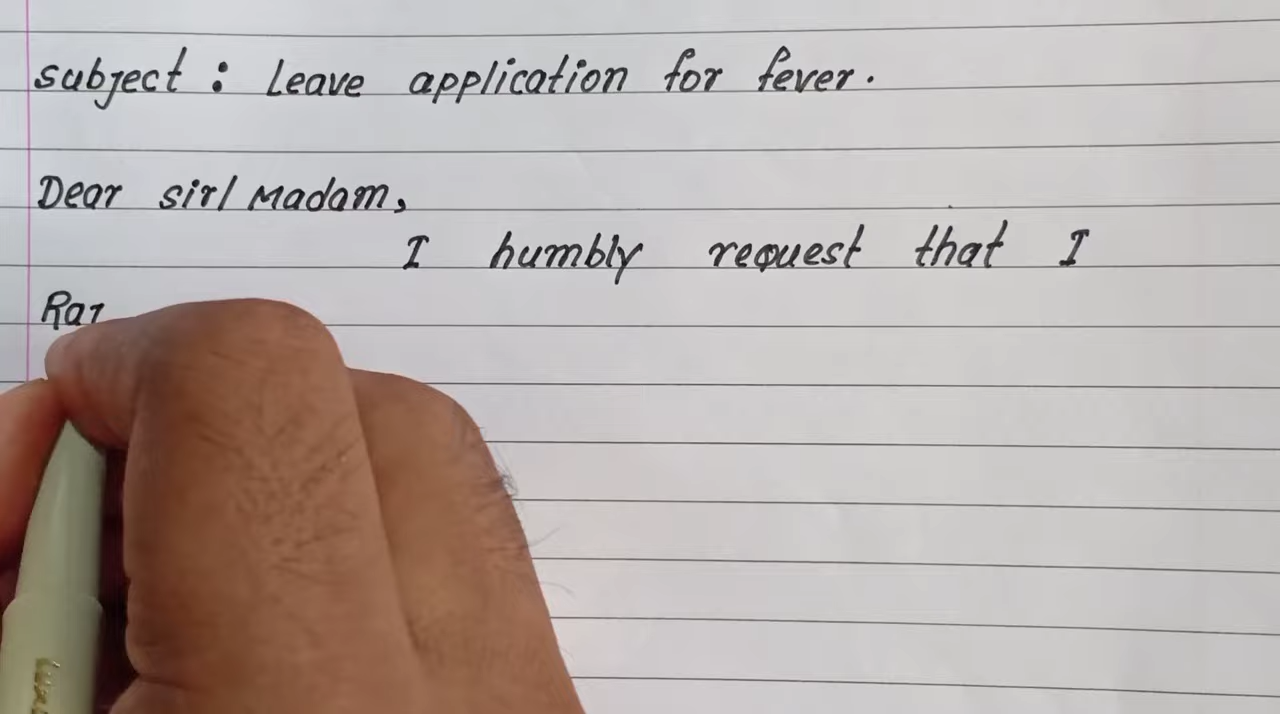 subject : Leave application for fever.
Dear sir/Madam,
I humbly request that I